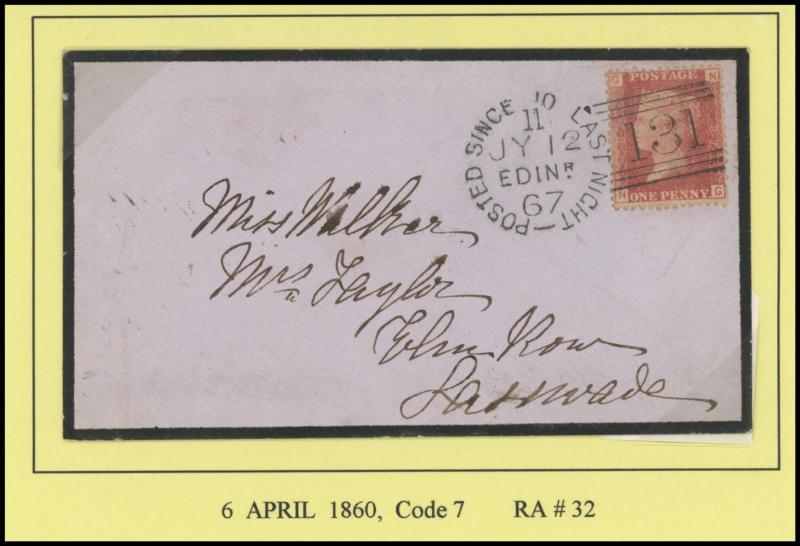 POSTED SINCE 10 LAST NIGHT
11
JY 12
EDINR
67
G N
POSTAGE
131
ONE PENNY
N G
Miss Walker
Mrs Taylor
Elm Row
Lasswade
6 APRIL 1860, Code 7 RA # 32